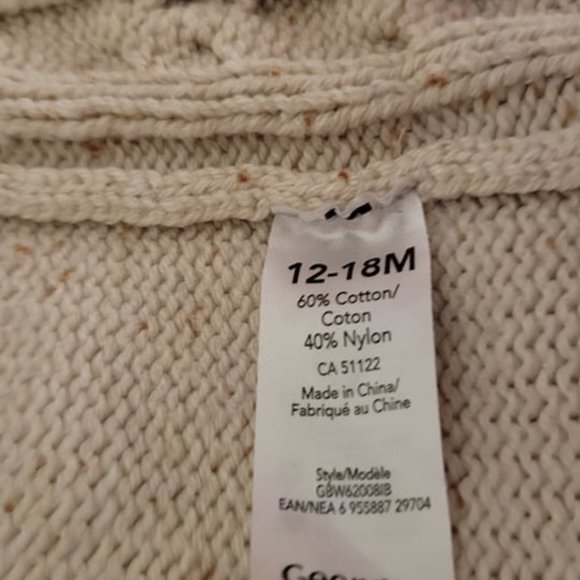 12-18M
60% Cotton/
Coton
40% Nylon
CA 51122
Made in China/
Fabriqué au Chine
Style/Modèle
GBW62008IB
EAN/NEA 6 955887 29704